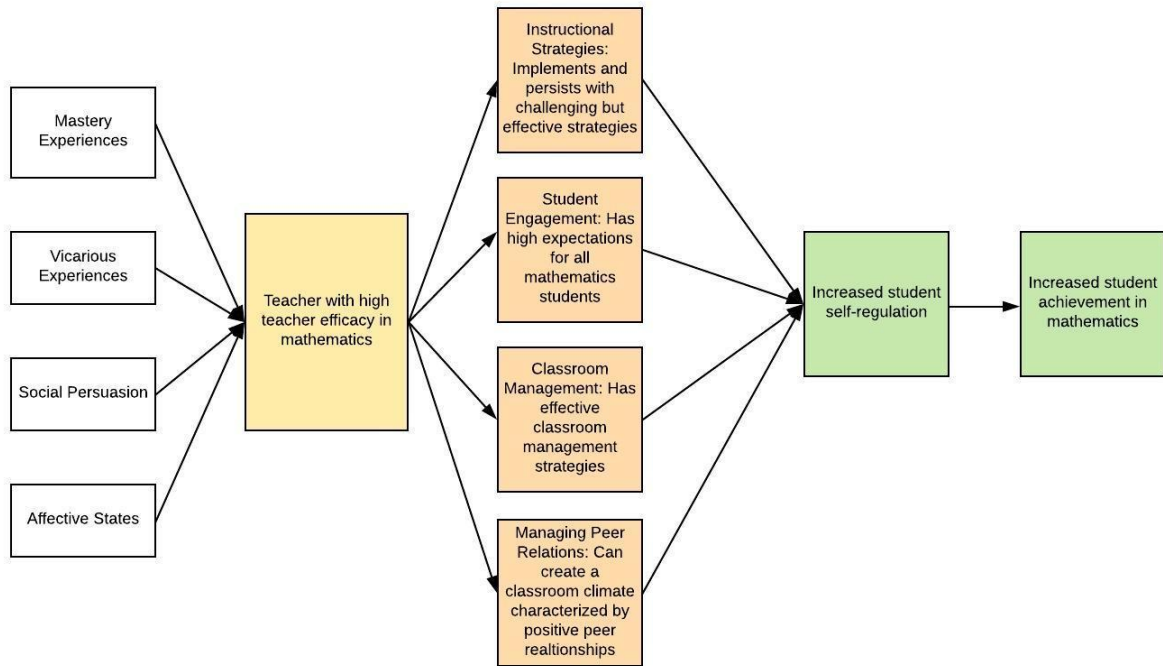 Mastery
Experiences
Vicarious
Experiences
Social Persuasion
Affective States
Teacher with high
teacher efficacy in
mathematics
Instructional
Strategies:
Implements and
persists with
challenging but
effective strategies
Student
Engagement: Has
high expectations
for all
mathematics
students
Classroom
Management: Has
effective
classroom
management
strategies
Managing Peer
Relations: Can
create a
classroom climate
characterized by
positive peer
realtionships
Increased student
self-regulation
Increased student
achievement in
mathematics